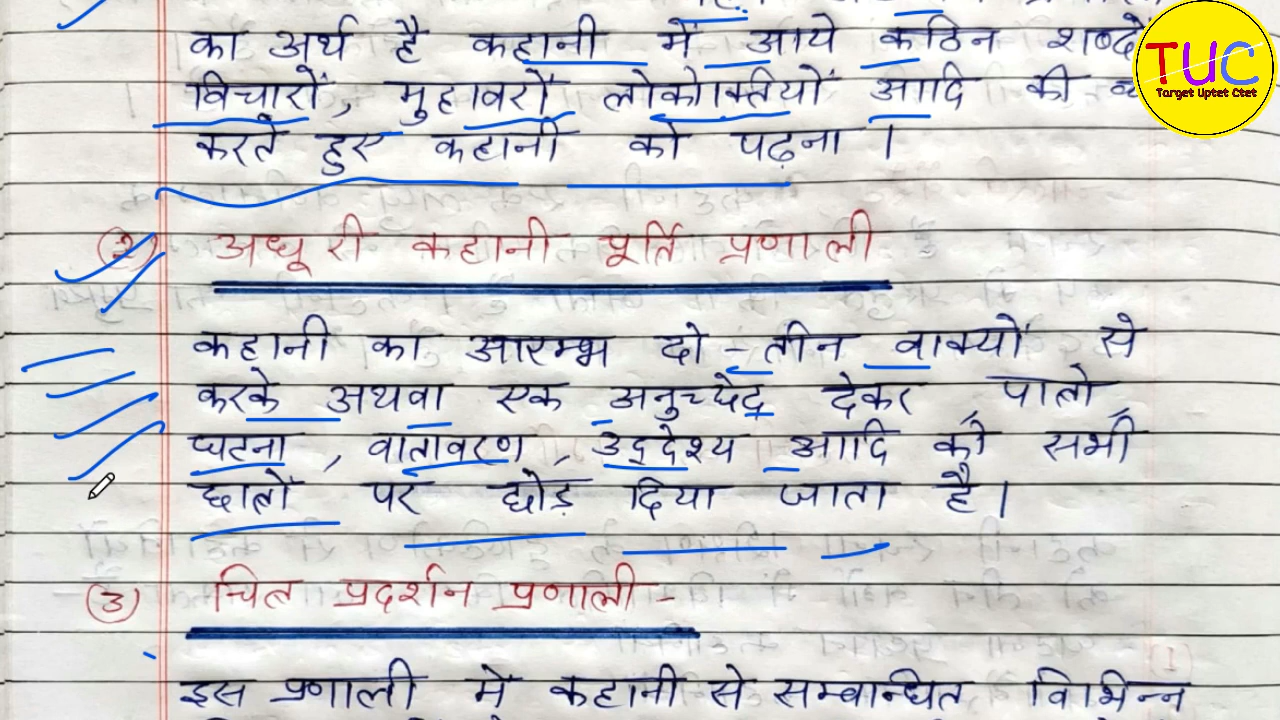 का अर्थ है कहानी में आये कठिन शब्दों
विचारों, मुहावरों लोकोक्तियों आदि की
करते हुए कहानी को पढ़ना ।
(२) अधूरी कहानी पूर्ति प्रणाली
कहानी का आरम्भ दो - तीन वाक्यों से
करके अथवा एक अनुच्छेद देकर पात्रों,
घटना, वातावरण, उद्देश्य आदि को सभी
छात्रों पर छोड़ दिया जाता है।
(3) चित्र प्रदर्शन प्रणाली -
इस प्रणाली में कहानी से सम्बान्धित विभिन्न
TUC
Target Uptet Ctet